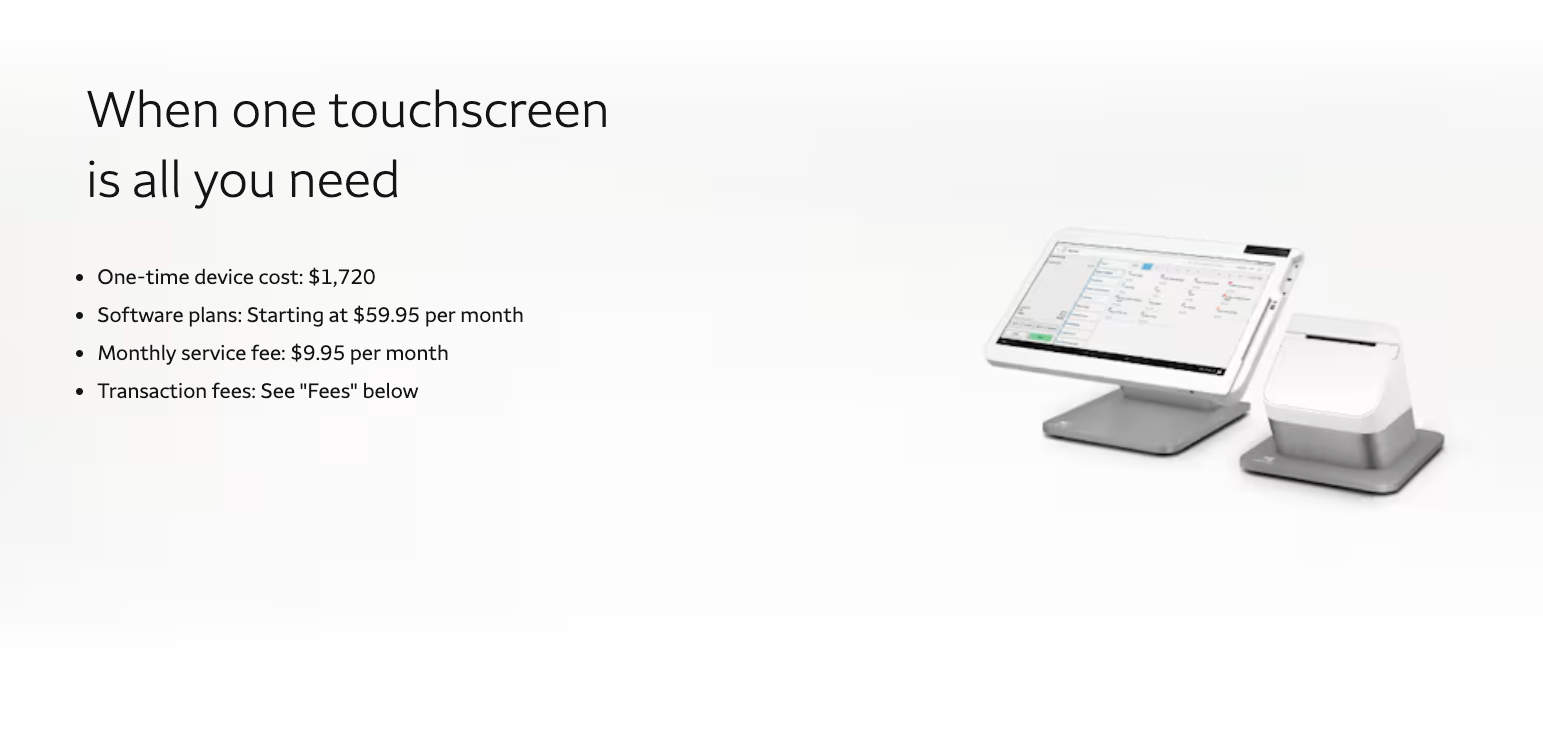 When one touchscreen
is all you need
One-time device cost: $1,720
Software plans: Starting at $59.95 per month
Monthly service fee: $9.95 per month
Transaction fees: See "Fees" below